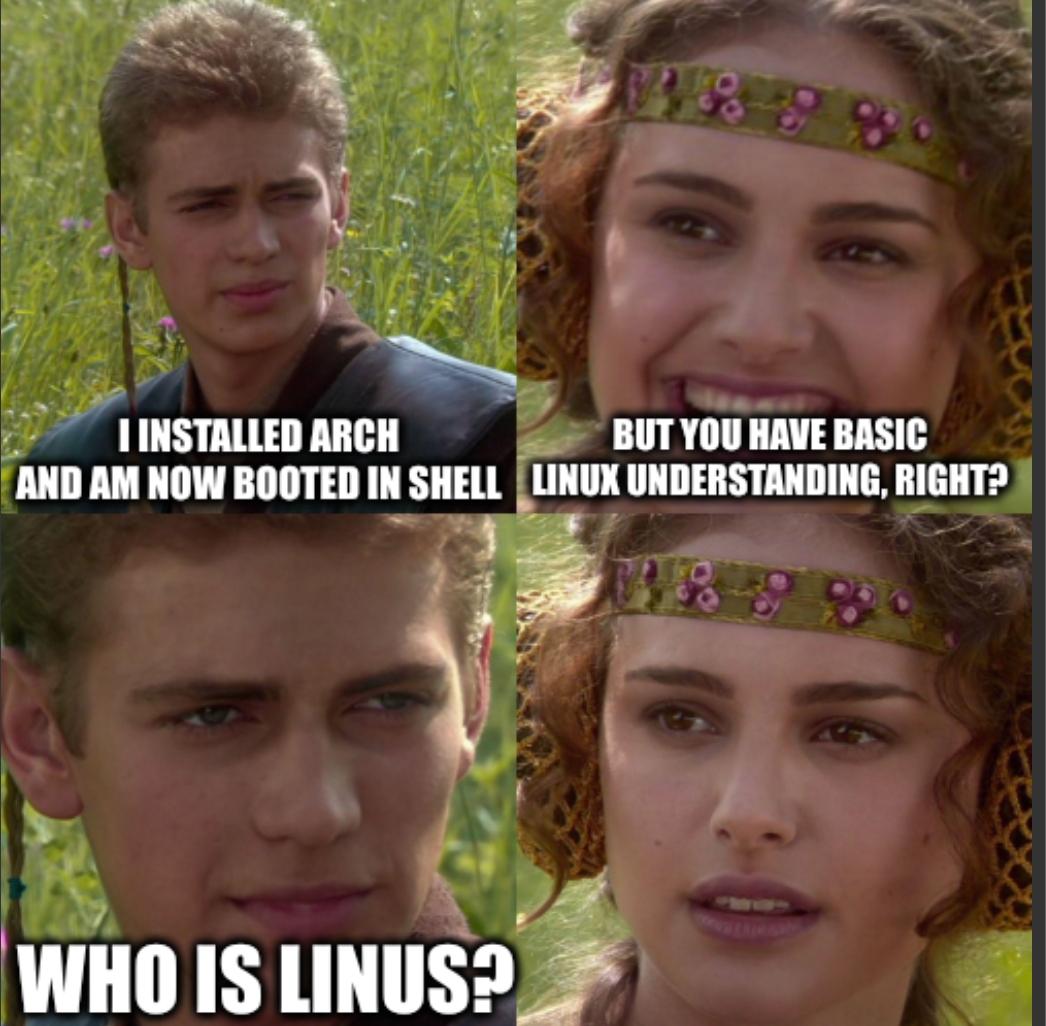 I INSTALLED ARCH
AND AM NOW BOOTED IN SHELL
BUT YOU HAVE BASIC
LINUX UNDERSTANDING, RIGHT?
WHO IS LINUS?